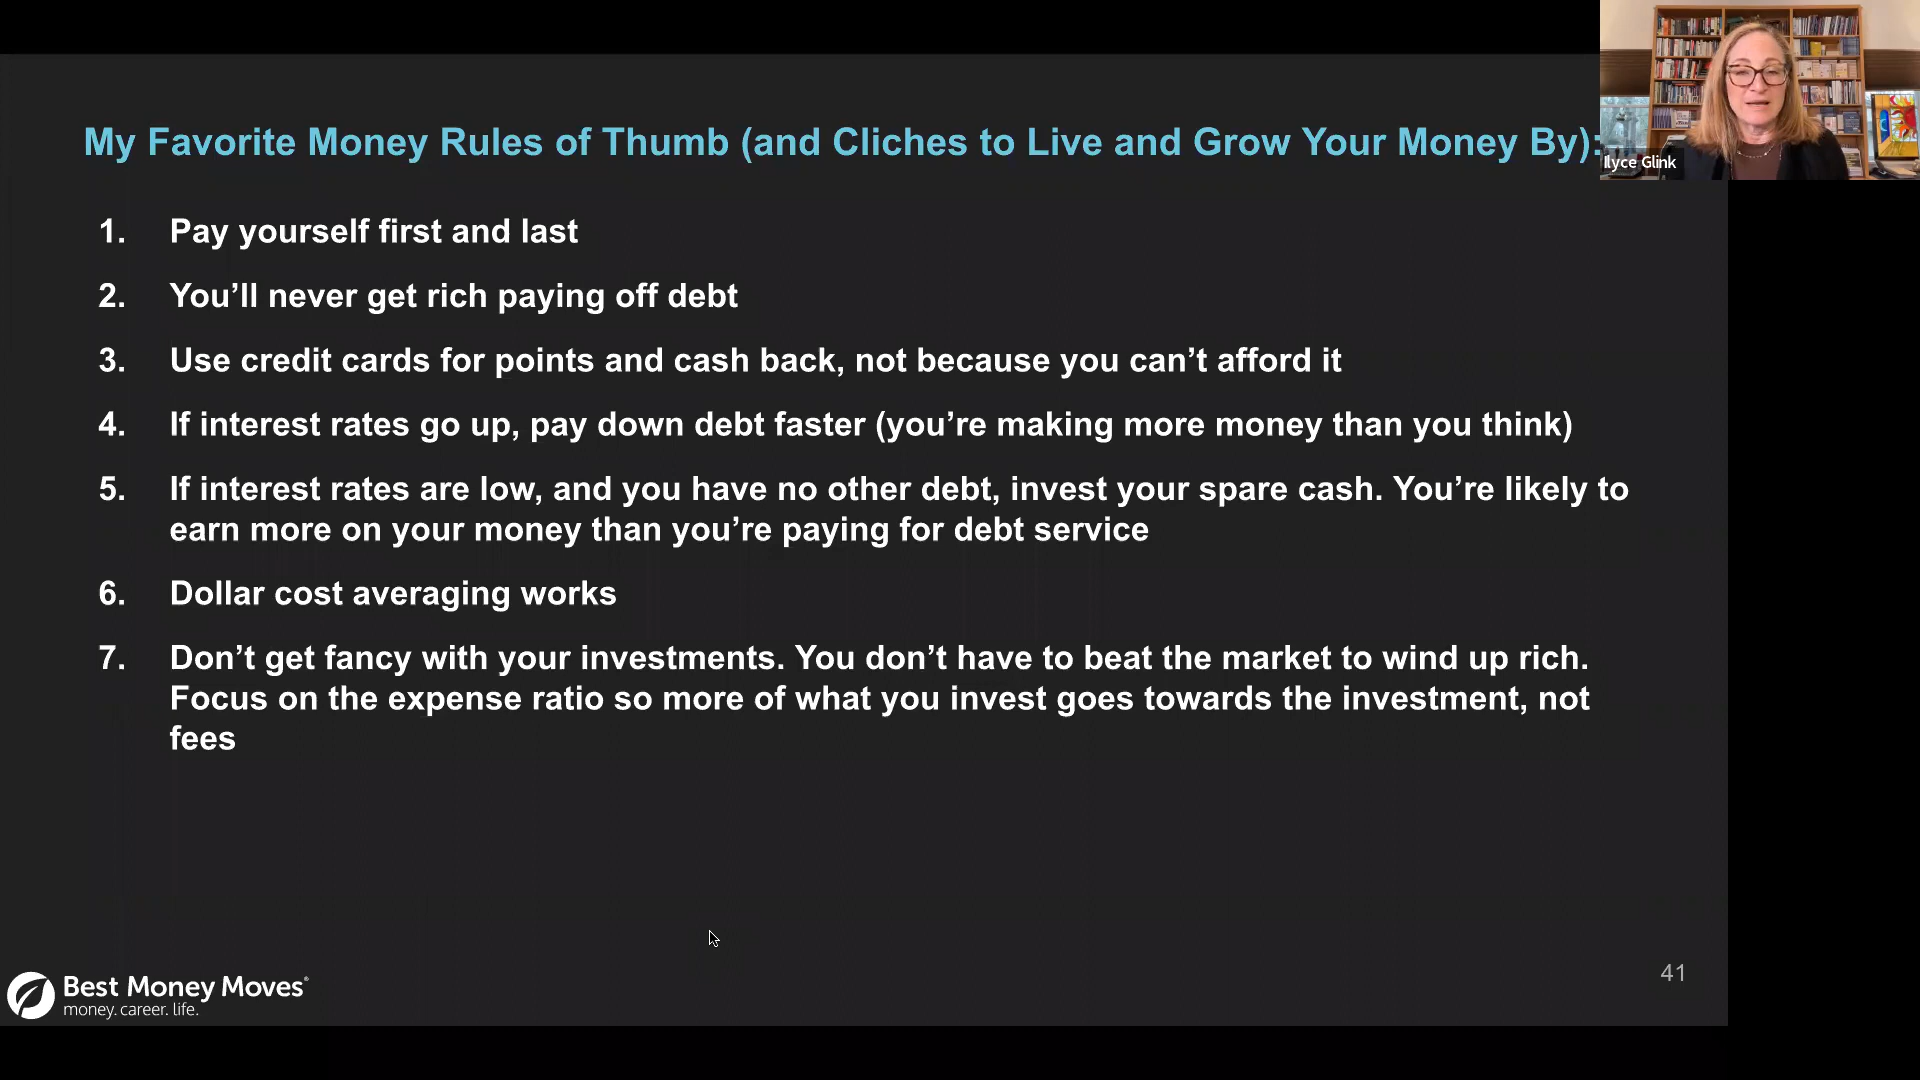 My Favorite Money Rules of Thumb (and Cliches to Live and Grow Your Money By):
Ilyce Glink
1. Pay yourself first and last
2. You’ll never get rich paying off debt
3. Use credit cards for points and cash back, not because you can’t afford it
4. If interest rates go up, pay down debt faster (you’re making more money than you think)
5. If interest rates are low, and you have no other debt, invest your spare cash. You’re likely to
earn more on your money than you’re paying for debt service
6. Dollar cost averaging works
7. Don’t get fancy with your investments. You don’t have to beat the market to wind up rich.
Focus on the expense ratio so more of what you invest goes towards the investment, not
fees
Best Money Moves®
money. career. life.
41